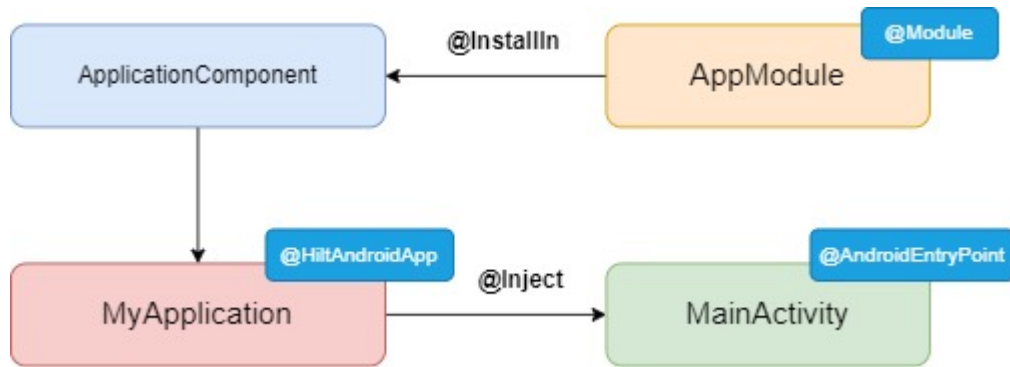 @InstallIn
@Module
ApplicationComponent
AppModule
@HiltAndroidApp
@AndroidEntryPoint
@Inject
MyApplication
MainActivity